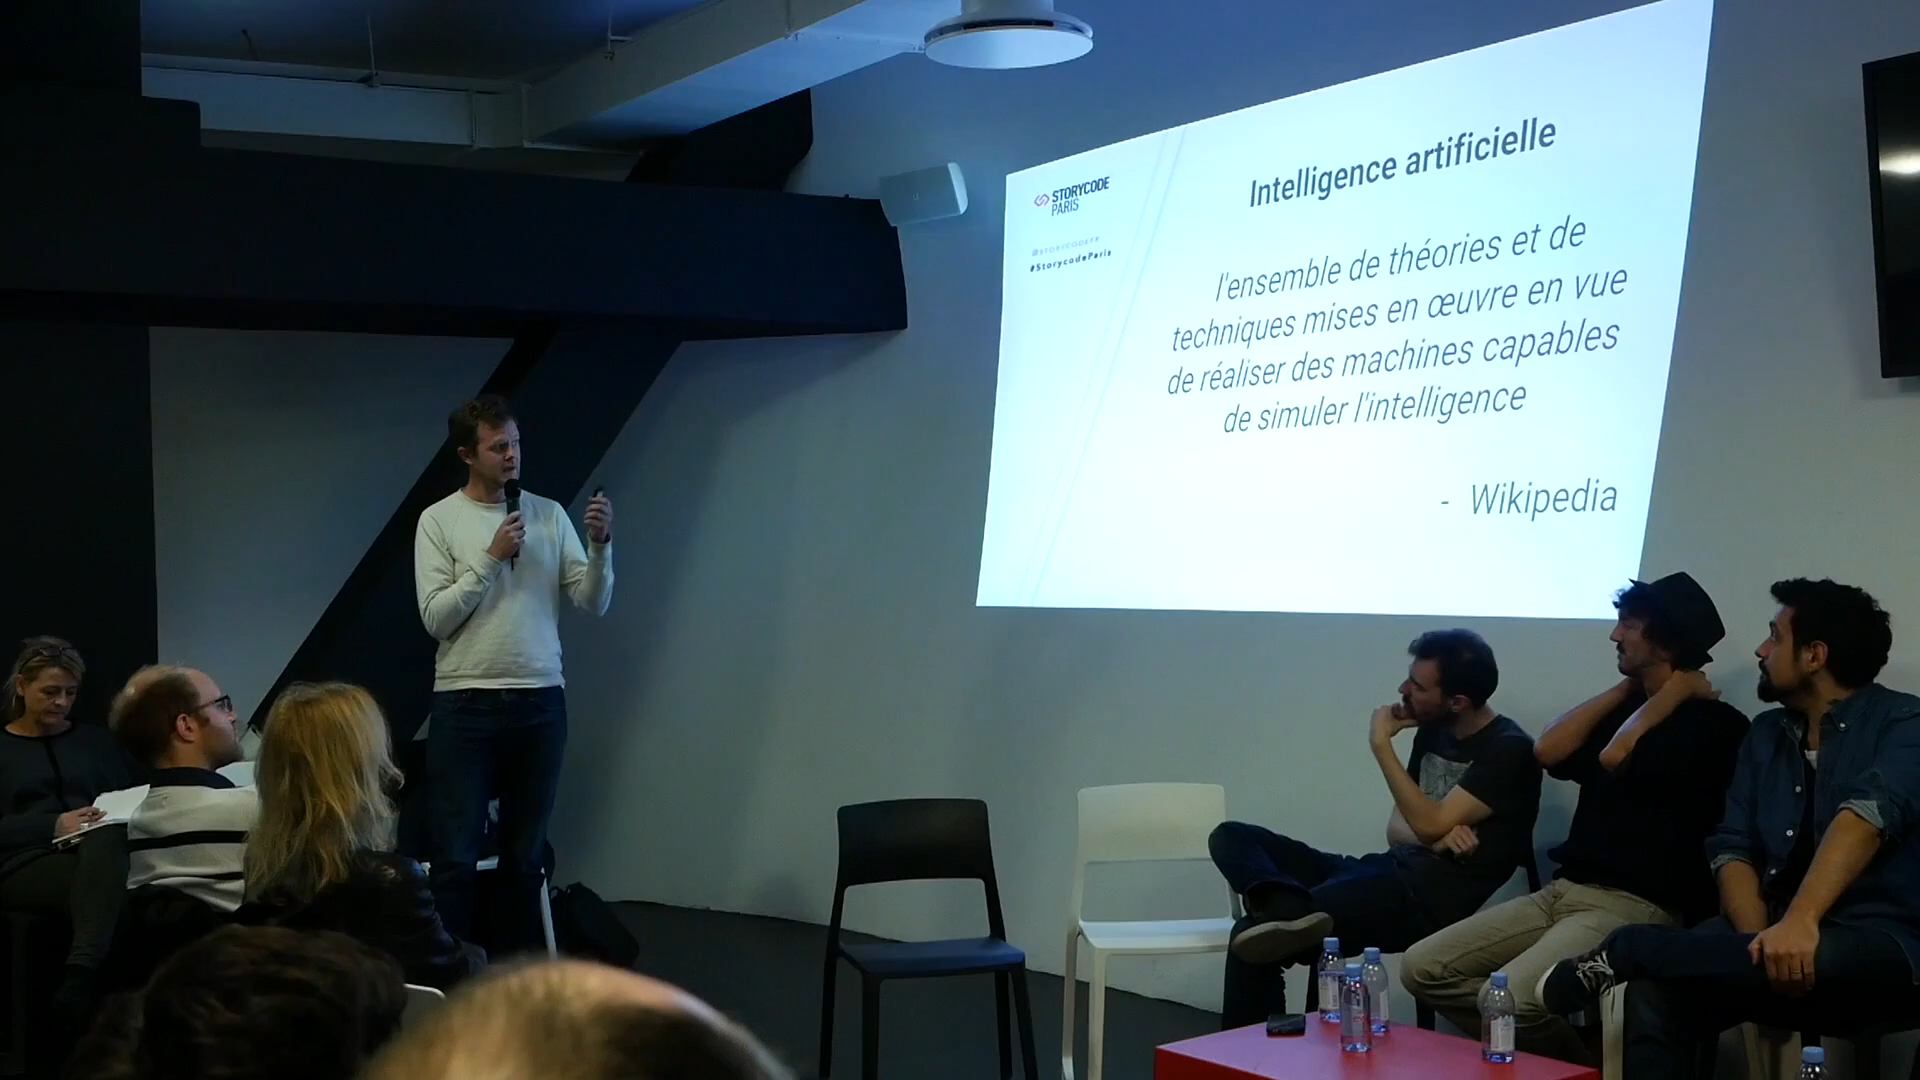 STORYCODE
PARIS
@STORYCODEFR
#StorycodeParis
Intelligence artificielle
l'ensemble de théories et de
techniques mises en œuvre en vue
de réaliser des machines capables
de simuler l'intelligence
- Wikipedia